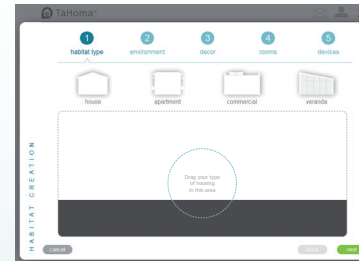 TaHoma
1 2 3 4 5
habitat type environment decor rooms devices
house apartment commercial veranda
Drag your type
of housing
in this area
HABITAT CREATION
cancel next